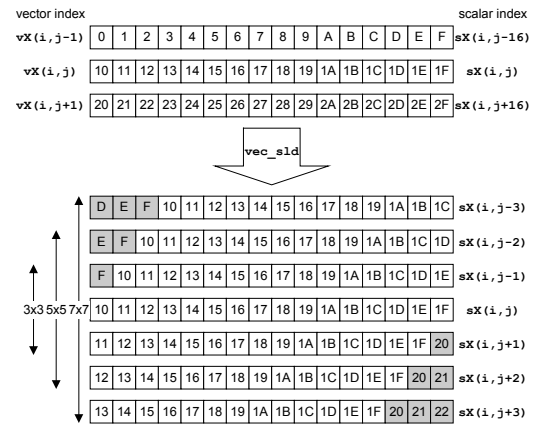 vector index scalar index
vX(i,j-1) 0 1 2 3 4 5 6 7 8 9 A B C D E F sX(i,j-16)
vX(i,j) 10 11 12 13 14 15 16 17 18 19 1A 1B 1C 1D 1E 1F sX(i,j)
vX(i,j+1) 20 21 22 23 24 25 26 27 28 29 2A 2B 2C 2D 2E 2F sX(i,j+16)
vec_sld
D E F 10 11 12 13 14 15 16 17 18 19 1A 1B 1C sX(i,j-3)
E F 10 11 12 13 14 15 16 17 18 19 1A 1B 1C 1D sX(i,j-2)
F 10 11 12 13 14 15 16 17 18 19 1A 1B 1C 1D 1E sX(i,j-1)
3x3 5x5 7x7 10 11 12 13 14 15 16 17 18 19 1A 1B 1C 1D 1E 1F sX(i,j)
11 12 13 14 15 16 17 18 19 1A 1B 1C 1D 1E 1F 20 sX(i,j+1)
12 13 14 15 16 17 18 19 1A 1B 1C 1D 1E 1F 20 21 sX(i,j+2)
13 14 15 16 17 18 19 1A 1B 1C 1D 1E 1F 20 21 22 sX(i,j+3)